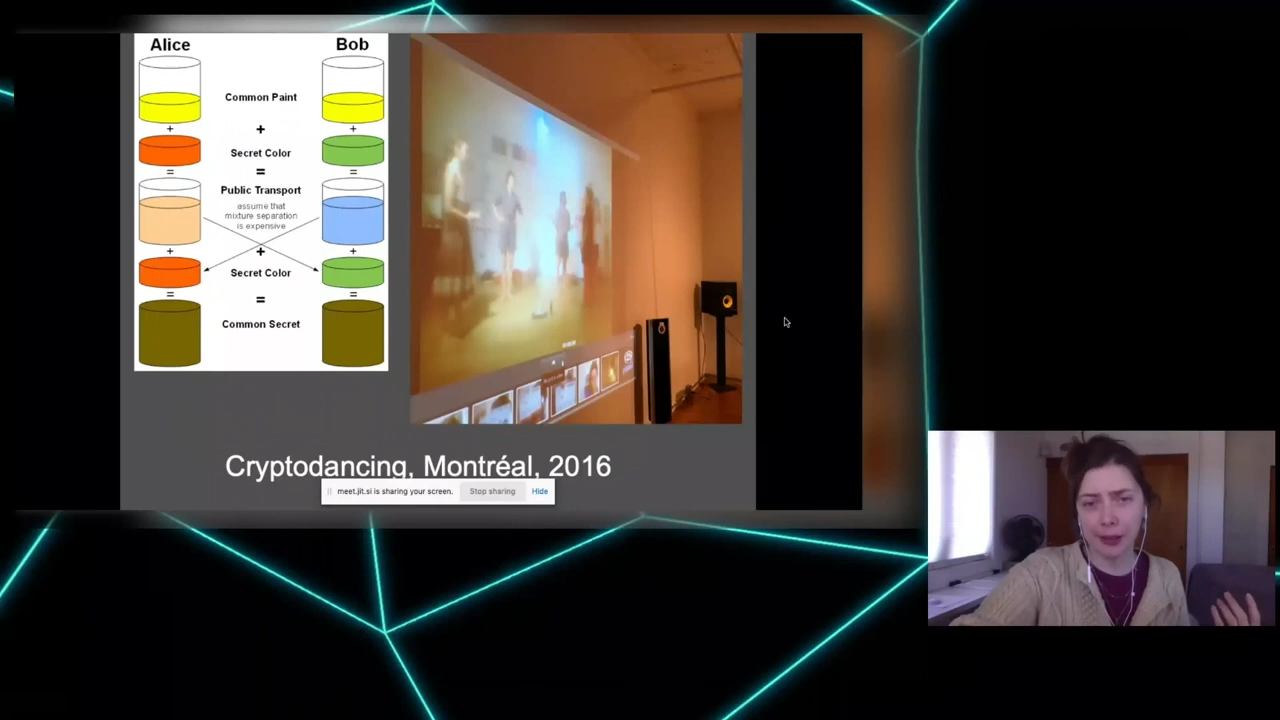 Alice
Bob
Common Paint
+
+
+
Secret Color
=
=
=
Public Transport
assume that
mixture separation
is expensive
+
+
+
Secret Color
=
=
=
Common Secret
Cryptodancing, Montréal, 2016
meet.jit.si is sharing your screen.
Stop sharing
Hide